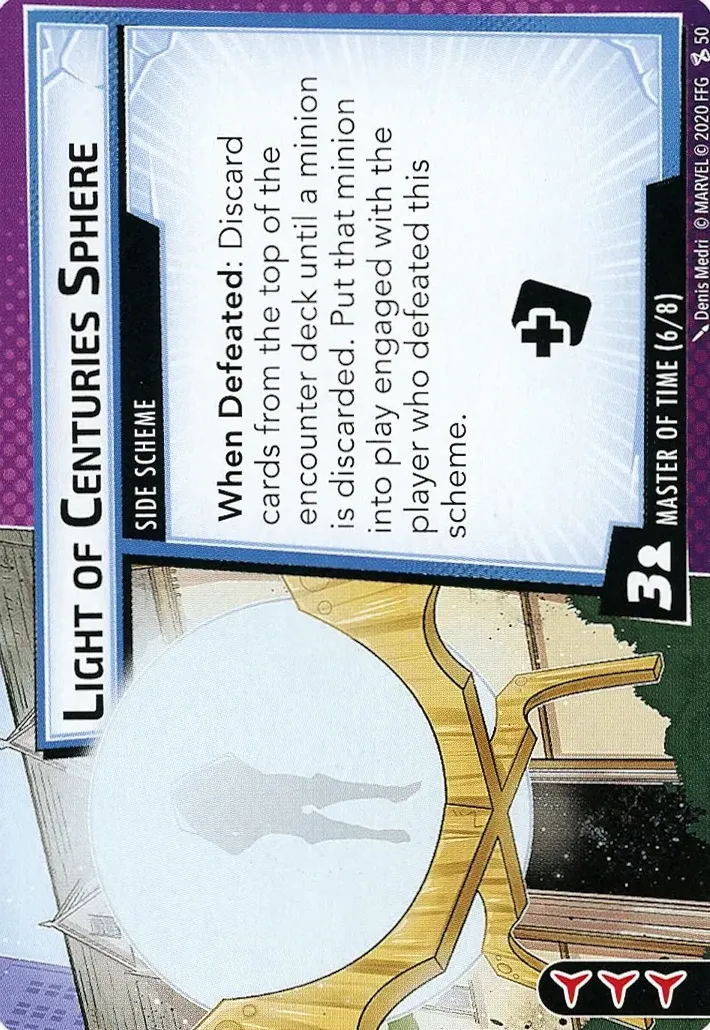 LIGHT OF CENTURIES SPHERE
SIDE SCHEME
When Defeated: Discard
cards from the top of the
encounter deck until a minion
is discarded. Put that minion
into play engaged with the
player who defeated this
scheme.
3
MASTER OF TIME (6/8)
Denis Medri © MARVEL © 2020 FFG 50